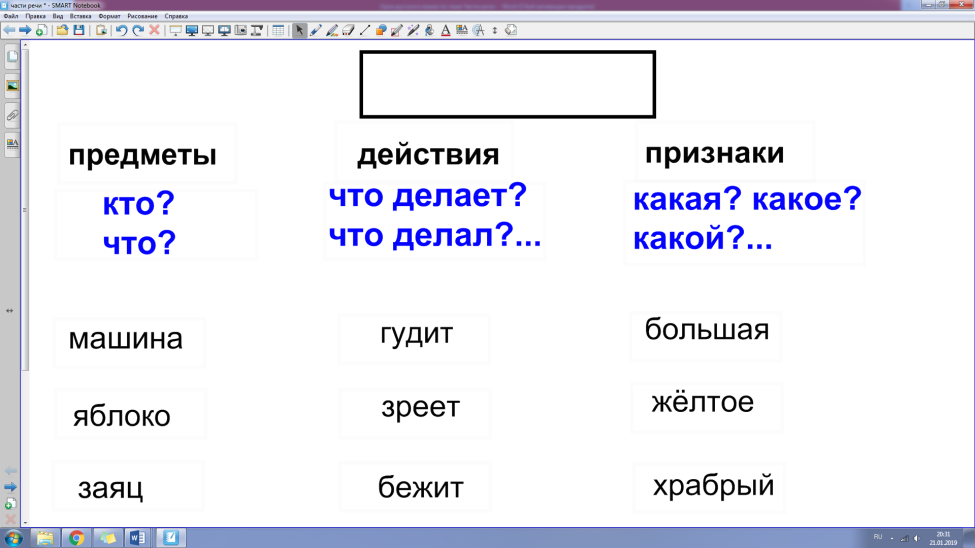 части речи * - SMART Notebook
Файл Правка Вид Вставка Формат Рисование Справка
предметы действия признаки
кто? что делает? какая? какое?
что? что делал?... какой?...
машина гудит большая
яблоко зреет жёлтое
заяц бежит храбрый
RU 20:31
21.01.2019